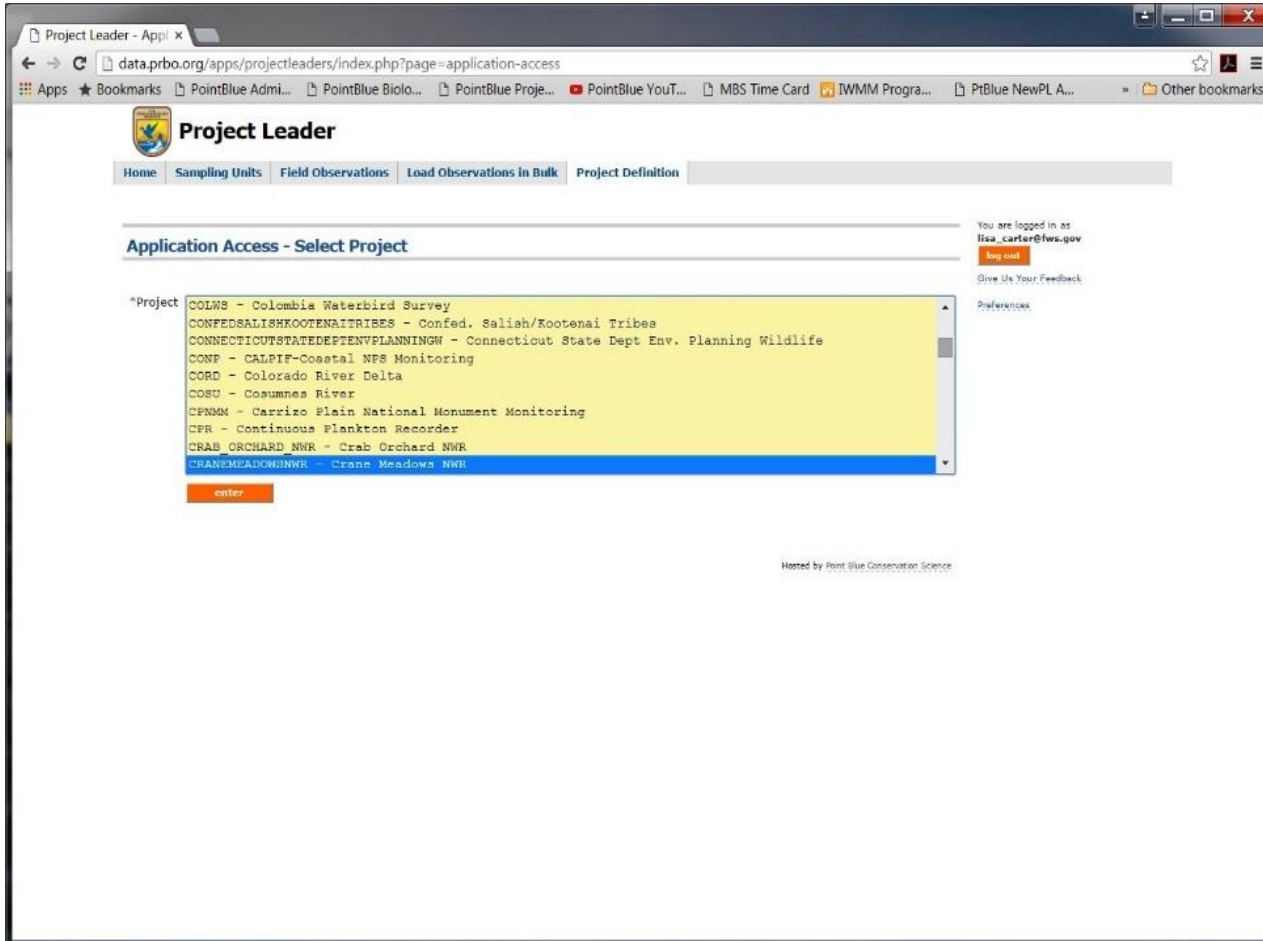 Project Leader - Appl ×
data.prbo.org/apps/projectleaders/index.php?page=application-access
Apps Bookmarks PointBlue Admi... PointBlue Biolo... PointBlue Proje... PointBlue YouT... MBS Time Card IWMM Progra... PtBlue NewPL A... » Other bookmarks
Project Leader
Home Sampling Units Field Observations Load Observations in Bulk Project Definition
You are logged in as
lisa_carter@fws.gov
log out
Give Us Your Feedback
Preferences
Application Access - Select Project
*Project
COLWS - Colombia Waterbird Survey
CONFEDSALISHKOOTENAITRIBES - Confed. Salish/Kootenai Tribes
CONNECTICUTSTATEDEPTENVPLANNINGW - Connecticut State Dept Env. Planning Wildlife
CONP - CALPIF-Coastal NPS Monitoring
CORD - Colorado River Delta
COSU - Cosumnes River
CPNMM - Carrizo Plain National Monument Monitoring
CPR - Continuous Plankton Recorder
CRAB_ORCHARD_NWR - Crab Orchard NWR
CRANEMEADOWSNWR - Crane Meadows NWR
enter
Hosted by Point Blue Conservation Science